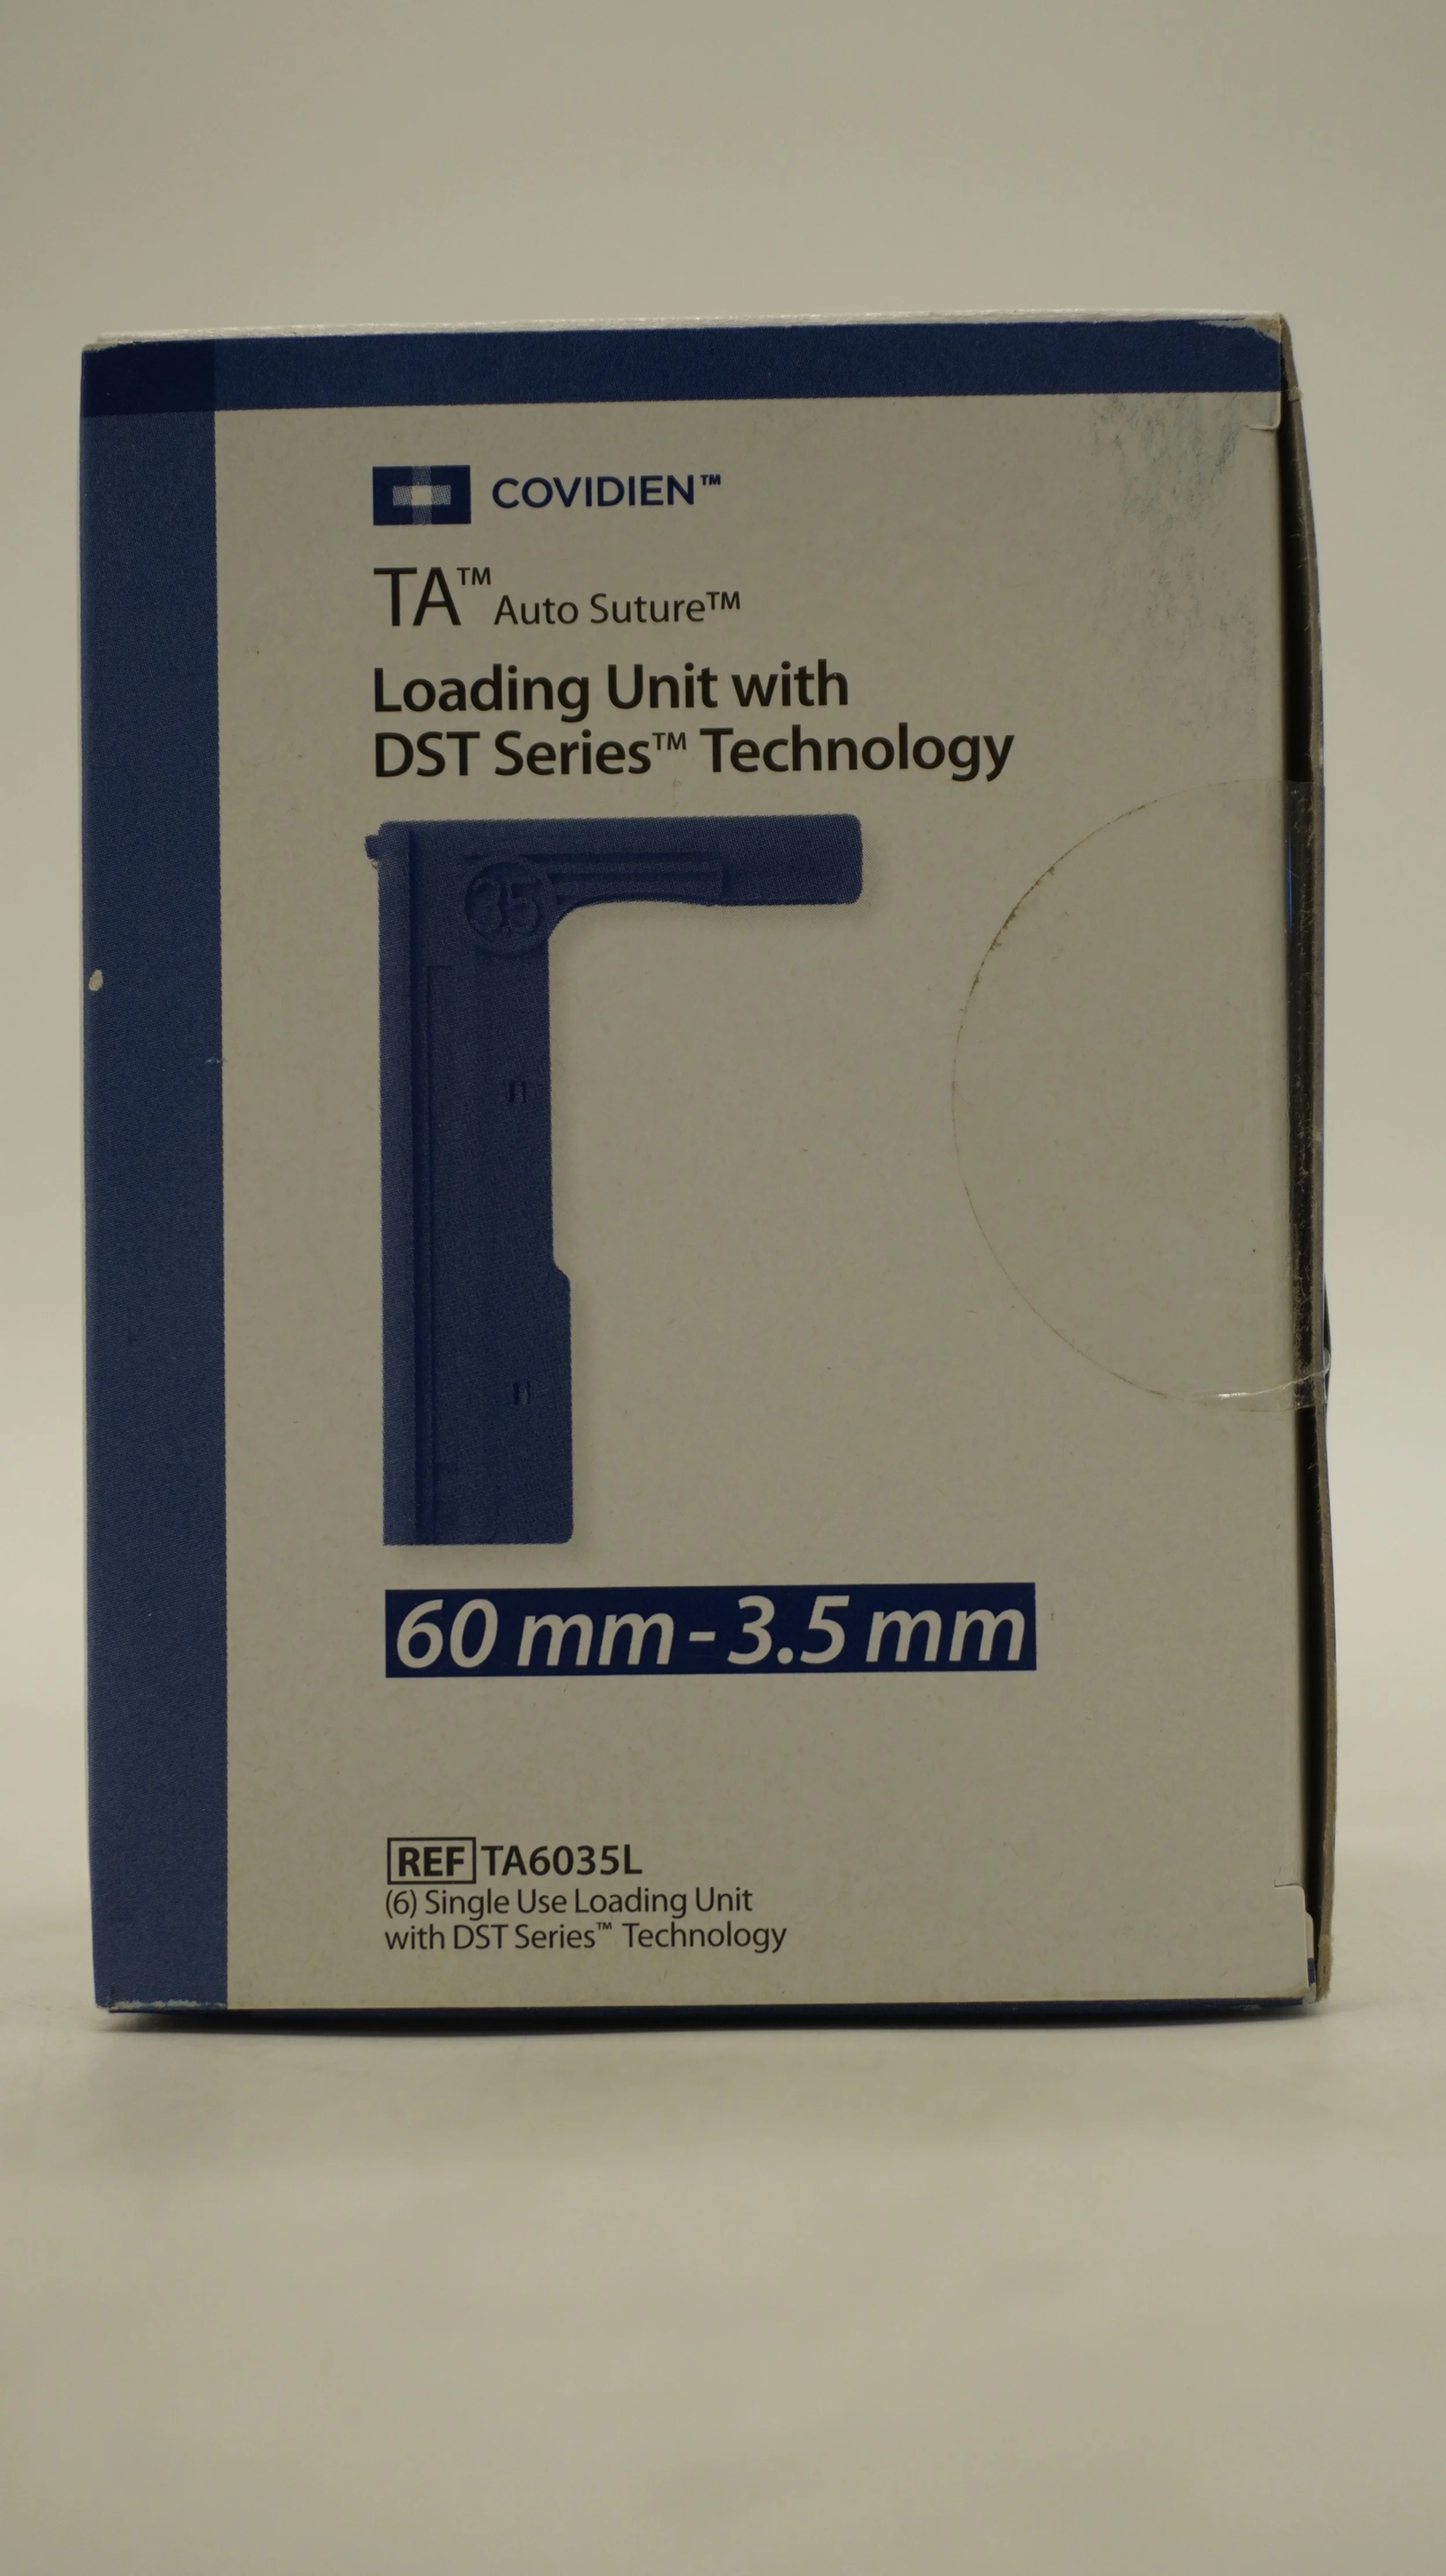 COVIDIEN™
TA™ Auto Suture™
Loading Unit with
DST Series™ Technology
3.5
60 mm - 3.5 mm
REF TA6035L
(6) Single Use Loading Unit
with DST Series™ Technology